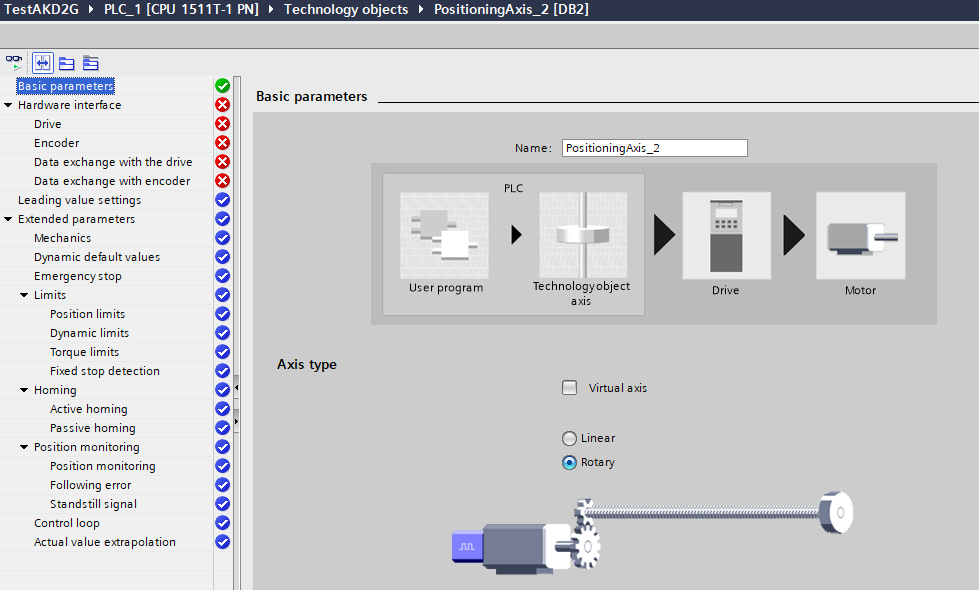 TestAKD2G ▸ PLC_1 [CPU 1511T-1 PN] ▸ Technology objects ▸ PositioningAxis_2 [DB2]
Basic parameters
Hardware interface
Drive
Encoder
Data exchange with the drive
Data exchange with encoder
Leading value settings
Extended parameters
Mechanics
Dynamic default values
Emergency stop
Limits
Position limits
Dynamic limits
Torque limits
Fixed stop detection
Homing
Active homing
Passive homing
Position monitoring
Position monitoring
Following error
Standstill signal
Control loop
Actual value extrapolation
Basic parameters
Name: PositioningAxis_2
PLC
User program
Technology object
axis
Drive
Motor
Axis type
Virtual axis
Linear
Rotary